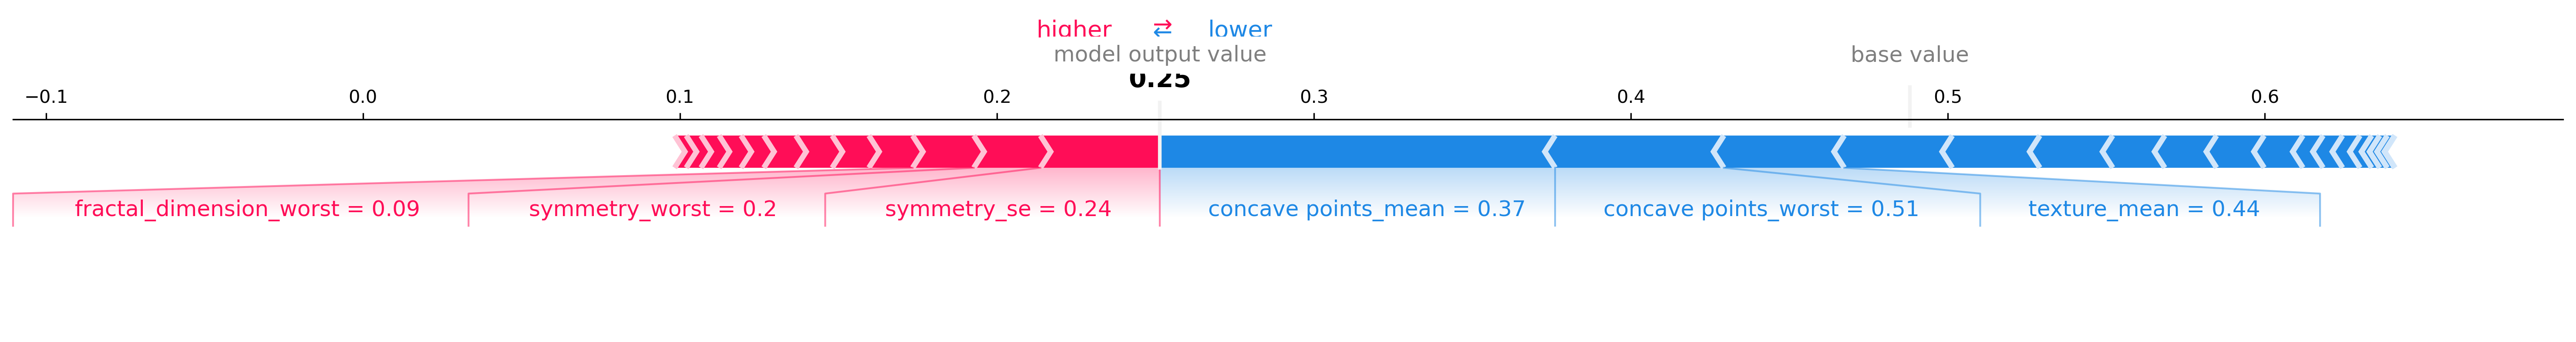 higher ⇄ lower
model output value base value
0.25
−0.1 0.0 0.1 0.2 0.3 0.4 0.5 0.6
fractal_dimension_worst = 0.09 symmetry_worst = 0.2 symmetry_se = 0.24 concave points_mean = 0.37 concave points_worst = 0.51 texture_mean = 0.44